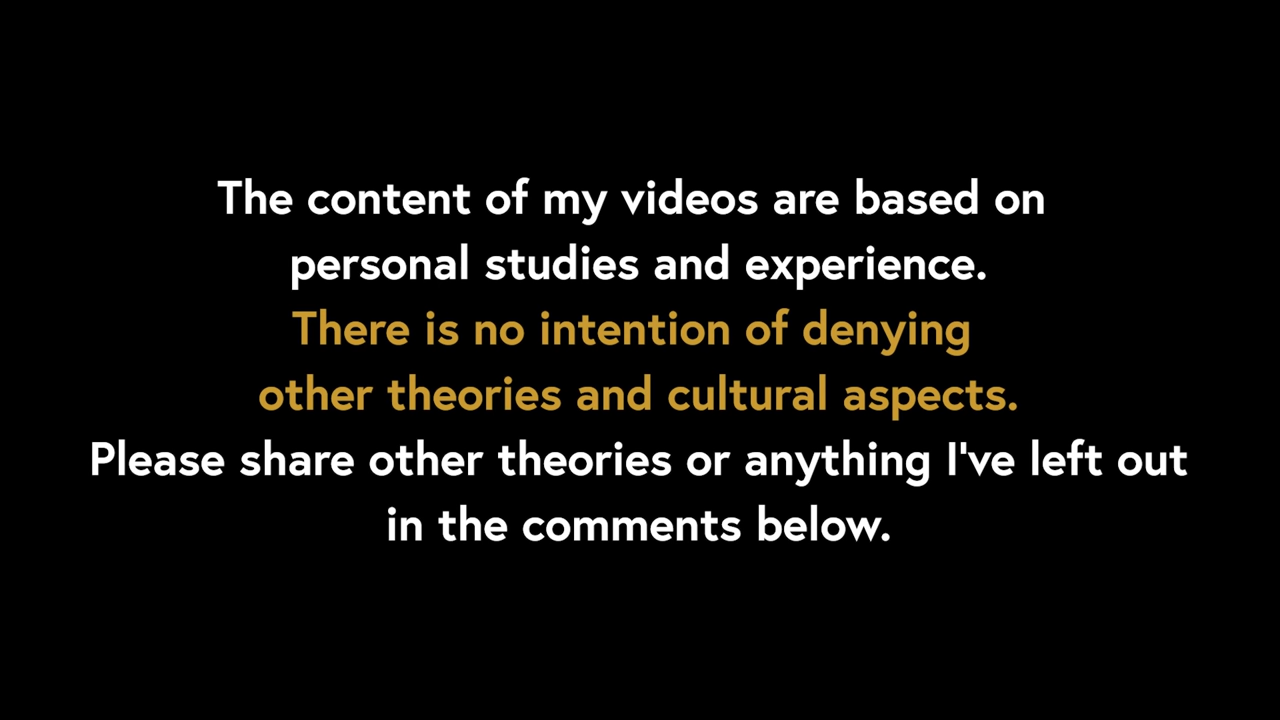 The content of my videos are based on
personal studies and experience.
There is no intention of denying
other theories and cultural aspects.
Please share other theories or anything I've left out
in the comments below.